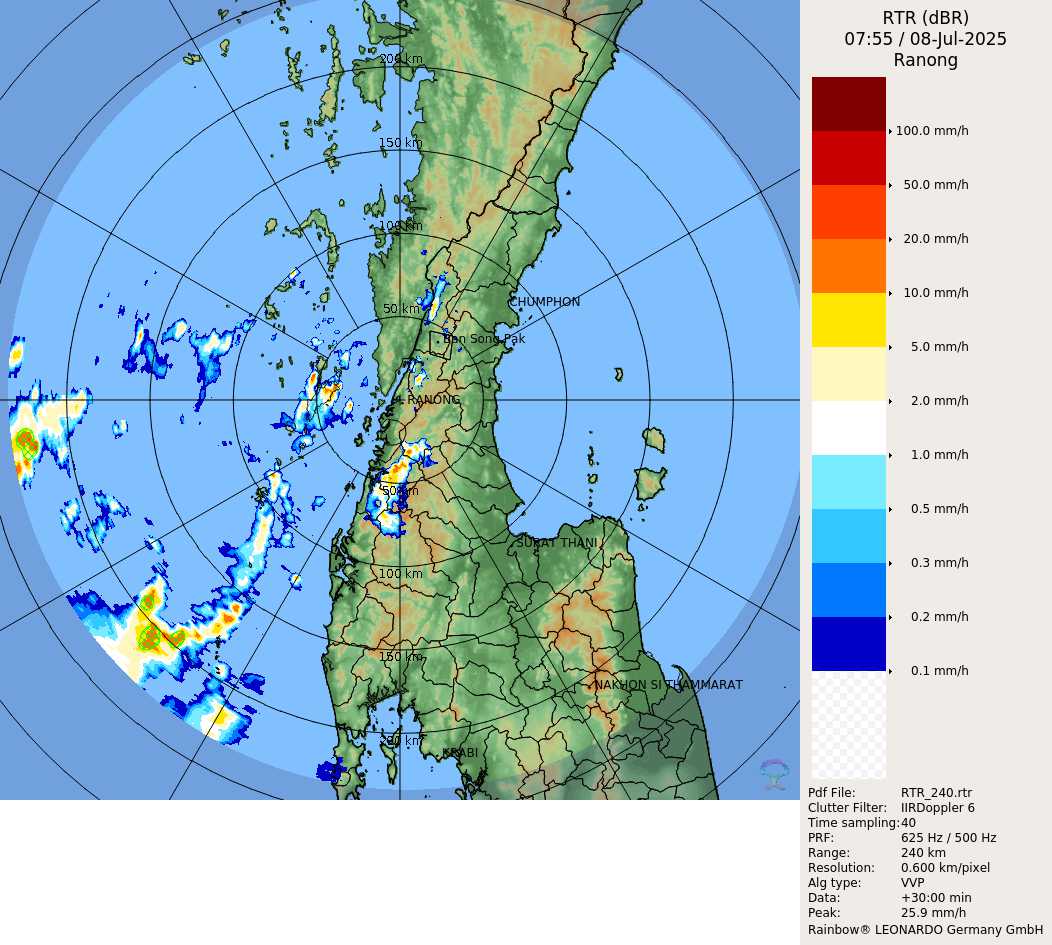 RTR (dBR)
07:55 / 08-Jul-2025
Ranong
100.0 mm/h
50.0 mm/h
20.0 mm/h
10.0 mm/h
5.0 mm/h
2.0 mm/h
1.0 mm/h
0.5 mm/h
0.3 mm/h
0.2 mm/h
0.1 mm/h
Pdf File: RTR_240.rtr
Clutter Filter: IIRDoppler 6
Time sampling: 40
PRF: 625 Hz / 500 Hz
Range: 240 km
Resolution: 0.600 km/pixel
Alg type: VVP
Data: +30:00 min
Peak: 25.9 mm/h
Rainbow® LEONARDO Germany GmbH
200 km
150 km
100 km
50 km
CHUMPHON
Ban Song Pak
RANONG
50 km
SURAT THANI
100 km
150 km
NAKHON SI THAMMARAT
200 km
KRABI